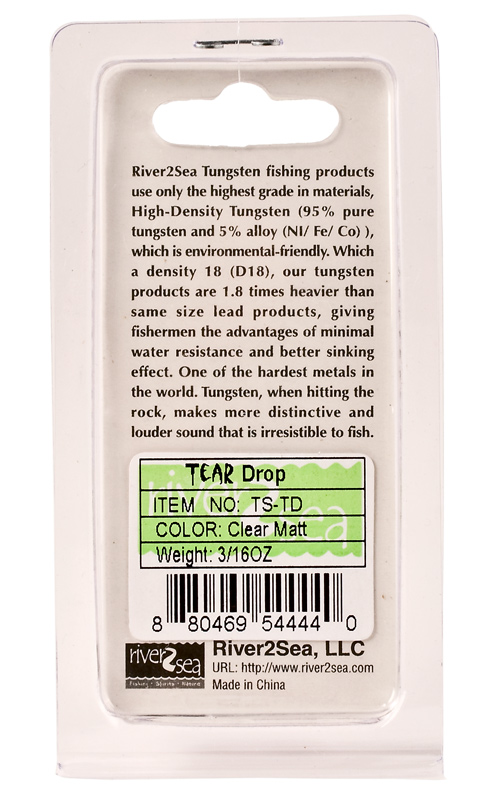 River2Sea Tungsten fishing products
use only the highest grade in materials,
High-Density Tungsten (95% pure
tungsten and 5% alloy (NI/ Fe/ Co) ),
which is environmental-friendly. Which
a density 18 (D18), our tungsten
products are 1.8 times heavier than
same size lead products, giving
fishermen the advantages of minimal
water resistance and better sinking
effect. One of the hardest metals in
the world. Tungsten, when hitting the
rock, makes more distinctive and
louder sound that is irresistible to fish.
river2sea
TEAR Drop
ITEM NO: TS-TD
COLOR: Clear Matt
Weight: 3/16OZ
8 80469 54444 0
river2sea
Fishing · Sports · Nature
River2Sea, LLC
URL: http://www.river2sea.com
Made in China